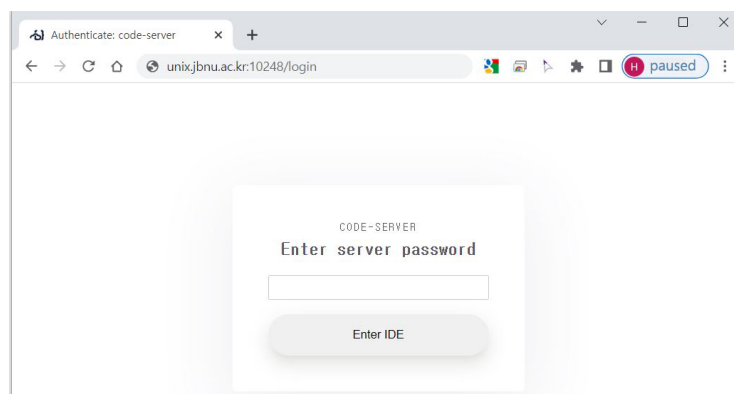 Authenticate: code-server
unix.jbnu.ac.kr:10248/login
H paused
CODE-SERVER
Enter server password
Enter IDE